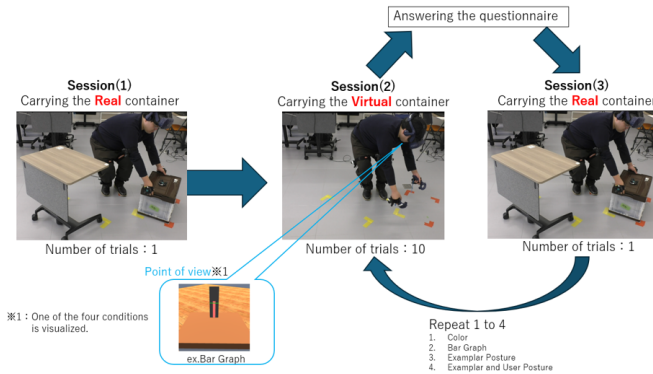 Answering the questionnaire
Session(1)
Carrying the Real container
Session(2)
Carrying the Virtual container
Session(3)
Carrying the Real container
Number of trials：1
Number of trials：10
Number of trials：1
Point of view※1
※1：One of the four conditions
is visualized.
ex.Bar Graph
Repeat 1 to 4
1. Color
2. Bar Graph
3. Examplar Posture
4. Examplar and User Posture